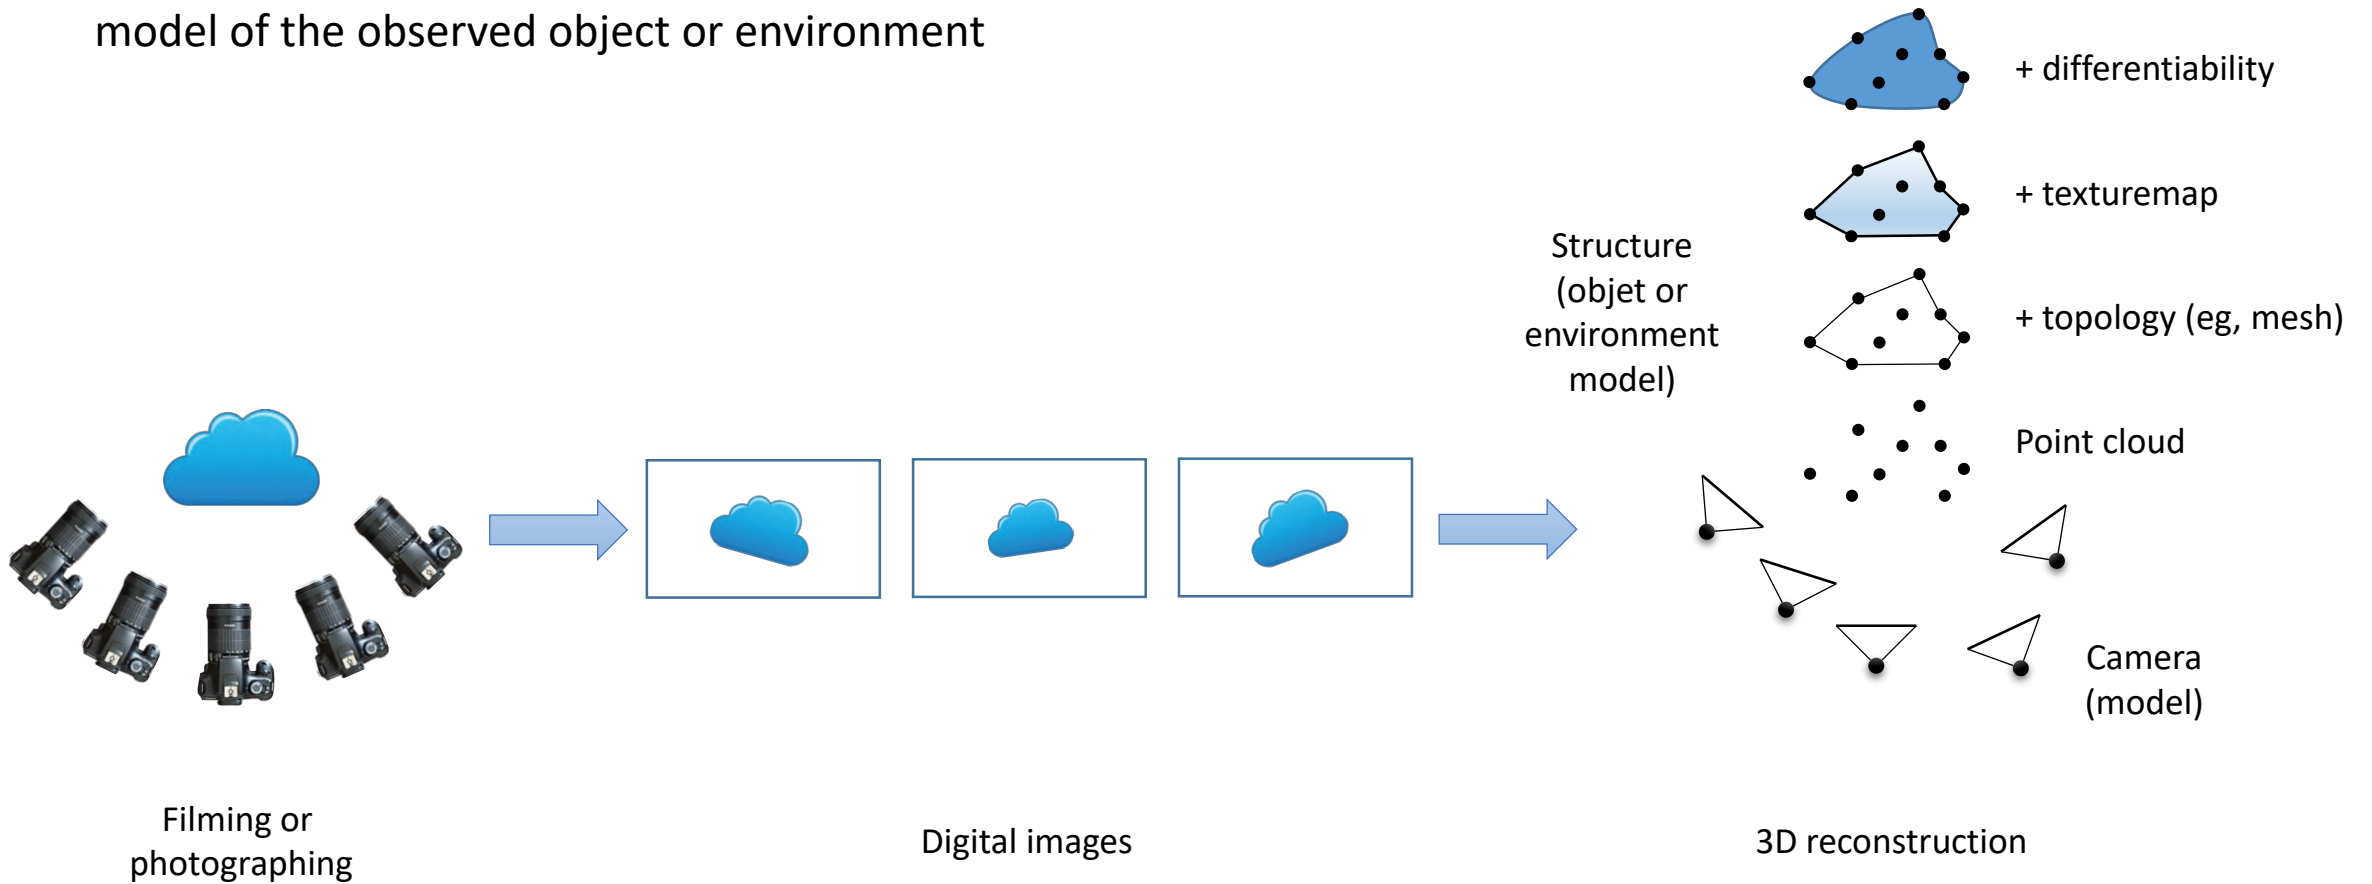 model of the observed object or environment
+ differentiability
+ texturemap
Structure
(objet or
environment
model)
+ topology (eg, mesh)
Point cloud
Camera
(model)
Filming or
photographing
Digital images
3D reconstruction